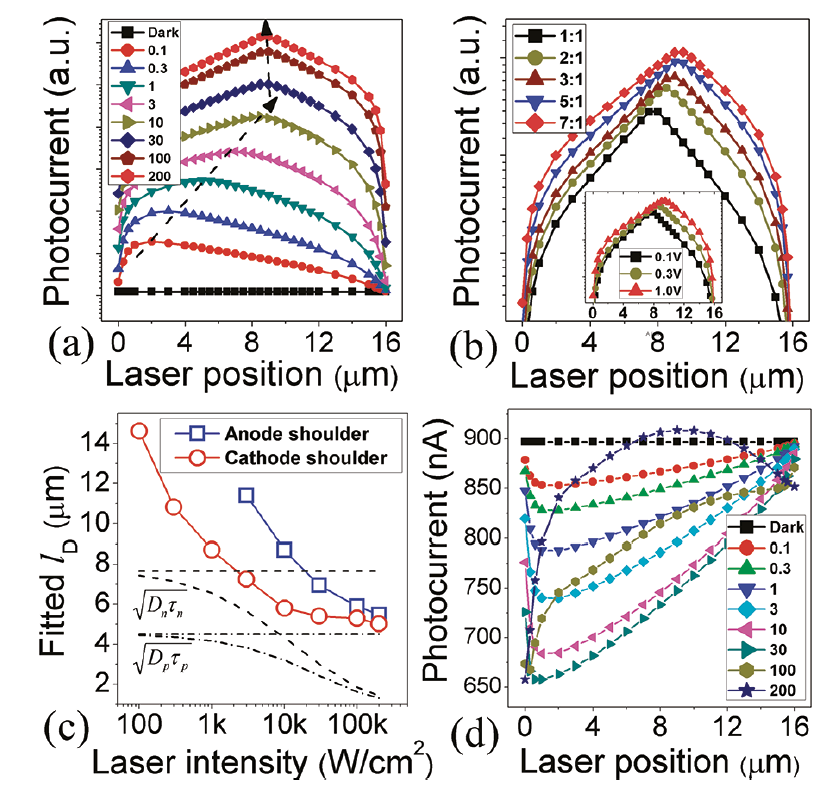 Photocurrent (a.u.)
Dark
0.1
0.3
1
3
10
30
100
200
0 4 8 12 16
(a)
Laser position (μm)
Photocurrent (a.u.)
1:1
2:1
3:1
5:1
7:1
0.1V
0.3V
1.0V
0 4 8 12 16
0 4 8 12 16
(b)
Laser position (μm)
Fitted lD (μm)
14
12
10
8
6
4
2
Anode shoulder
Cathode shoulder
√Dnτn
√Dpτp
100 1k 10k 100k
(c)
Laser intensity (W/cm²)
Photocurrent (nA)
900
850
800
750
700
650
Dark
0.1
0.3
1
3
10
30
100
200
0 4 8 12 16
(d)
Laser position (μm)